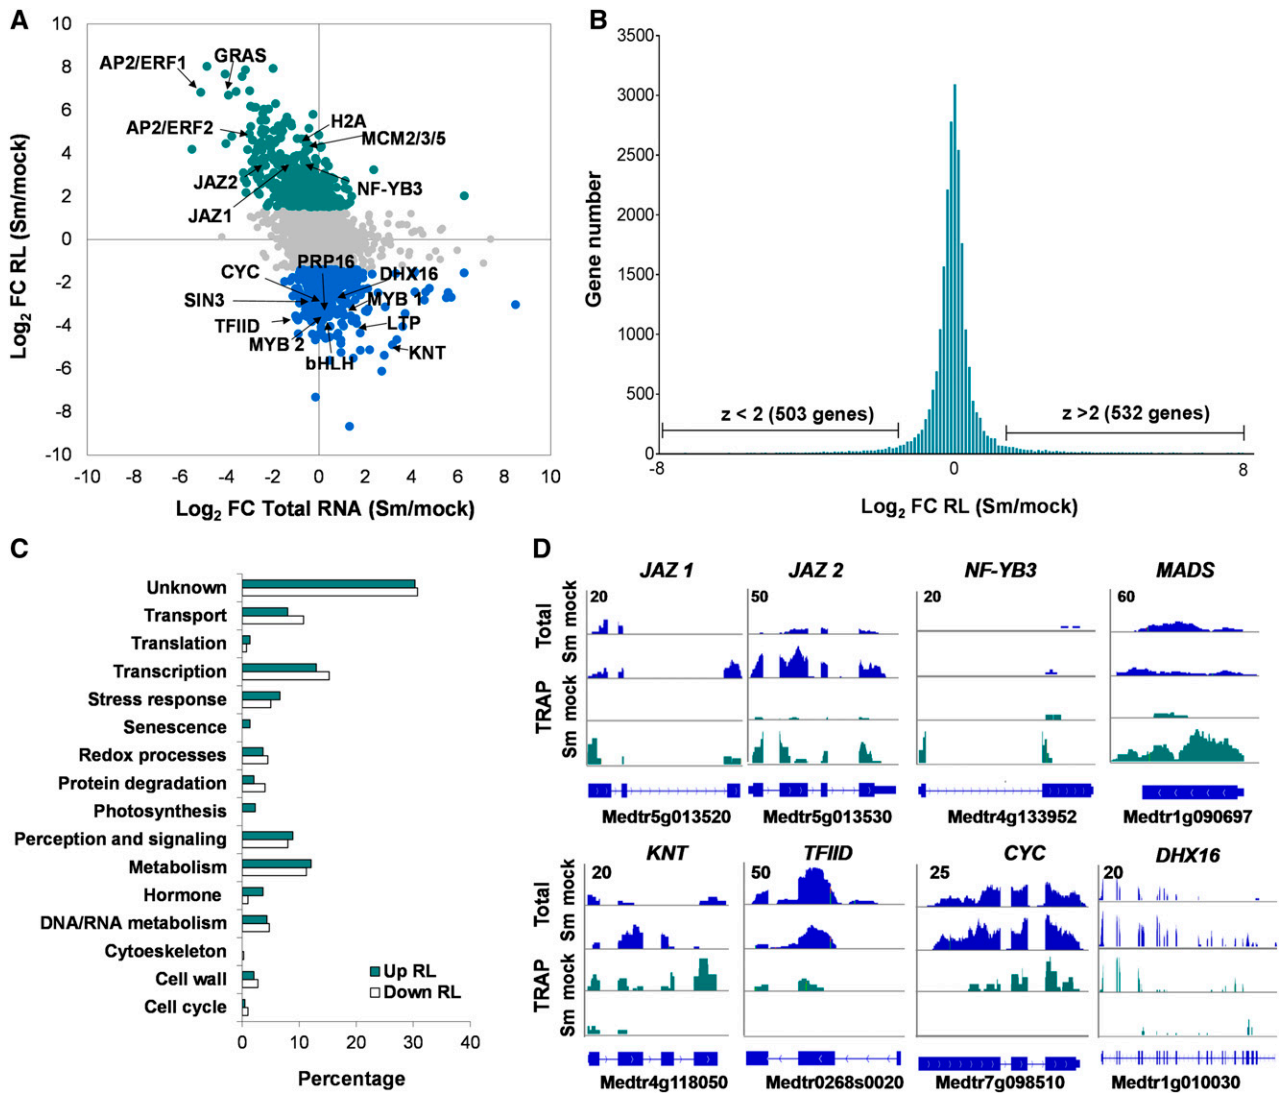 A
10
8
6
4
2
0
-2
-4
-6
-8
-10
-10 -8 -6 -4 -2 0 2 4 6 8 10
Log2 FC RL (Sm/mock)
Log2 FC Total RNA (Sm/mock)
AP2/ERF1
GRAS
AP2/ERF2
H2A
MCM2/3/5
JAZ2
NF-YB3
JAZ1
PRP16
CYC
DHX16
SIN3
MYB 1
TFIID
LTP
MYB 2
bHLH
KNT
B
3500
3000
2500
2000
1500
1000
500
0
Gene number
z < 2 (503 genes)
z >2 (532 genes)
-8 0 8
Log2 FC RL (Sm/mock)
C
Unknown
Transport
Translation
Transcription
Stress response
Senescence
Redox processes
Protein degradation
Photosynthesis
Perception and signaling
Metabolism
Hormone
DNA/RNA metabolism
Cytoeskeleton
Cell wall
Cell cycle
Up RL
Down RL
0 10 20 30 40
Percentage
D
JAZ 1 JAZ 2 NF-YB3 MADS
20 50 20 60
Total
Sm mock
TRAP
Sm mock
Medtr5g013520 Medtr5g013530 Medtr4g133952 Medtr1g090697
KNT TFIID CYC DHX16
20 50 25 20
Total
Sm mock
TRAP
Sm mock
Medtr4g118050 Medtr0268s0020 Medtr7g098510 Medtr1g010030